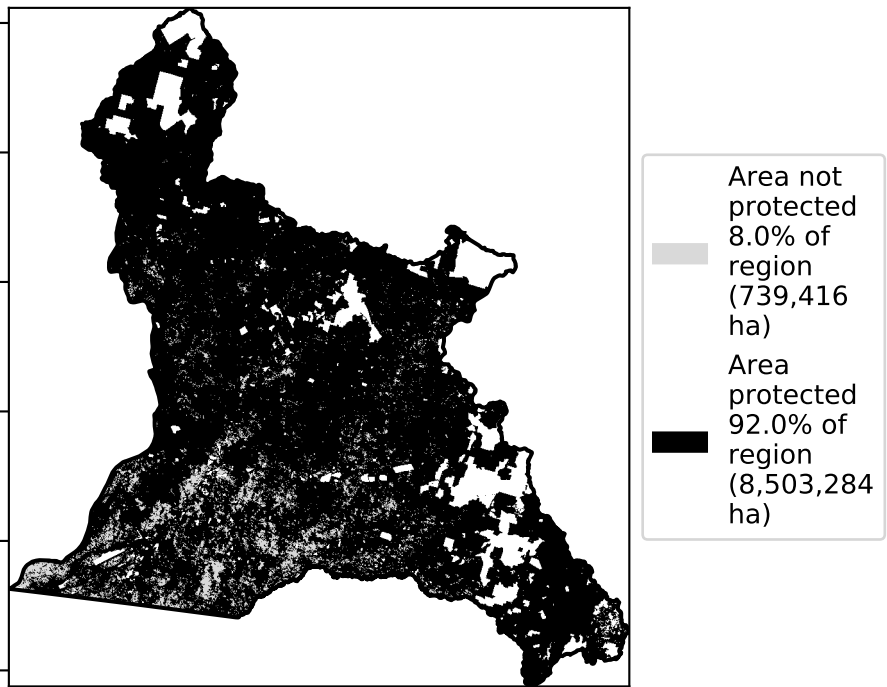 Area not
protected
8.0% of
region
(739,416
ha)
Area
protected
92.0% of
region
(8,503,284
ha)